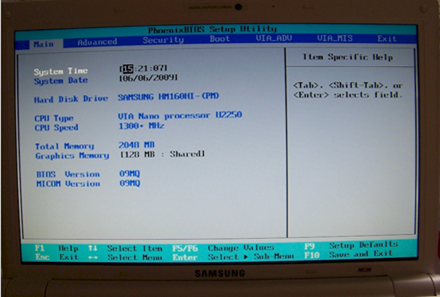 PhoenixBIOS Setup Utility
Main Advanced Security Boot VIA_ADV VIA_MIS Exit
Item Specific Help
System Time [15:21:07]
System Date [06/06/2009]
<Tab>, <Shift-Tab>, or
<Enter> selects field.
Hard Disk Drive SAMSUNG HM160HI-(PM)
CPU Type VIA Nano processor U2250
CPU Speed 1300+ MHz
Total Memory 2048 MB
Graphics Memory [128 MB : Shared]
BIOS Version 09MQ
MICOM Version 09MQ
F1 Help ↑↓ Select Item F5/F6 Change Values F9 Setup Defaults
Esc Exit ↔ Select Menu Enter Select ▶ Sub-Menu F10 Save and Exit
SAMSUNG